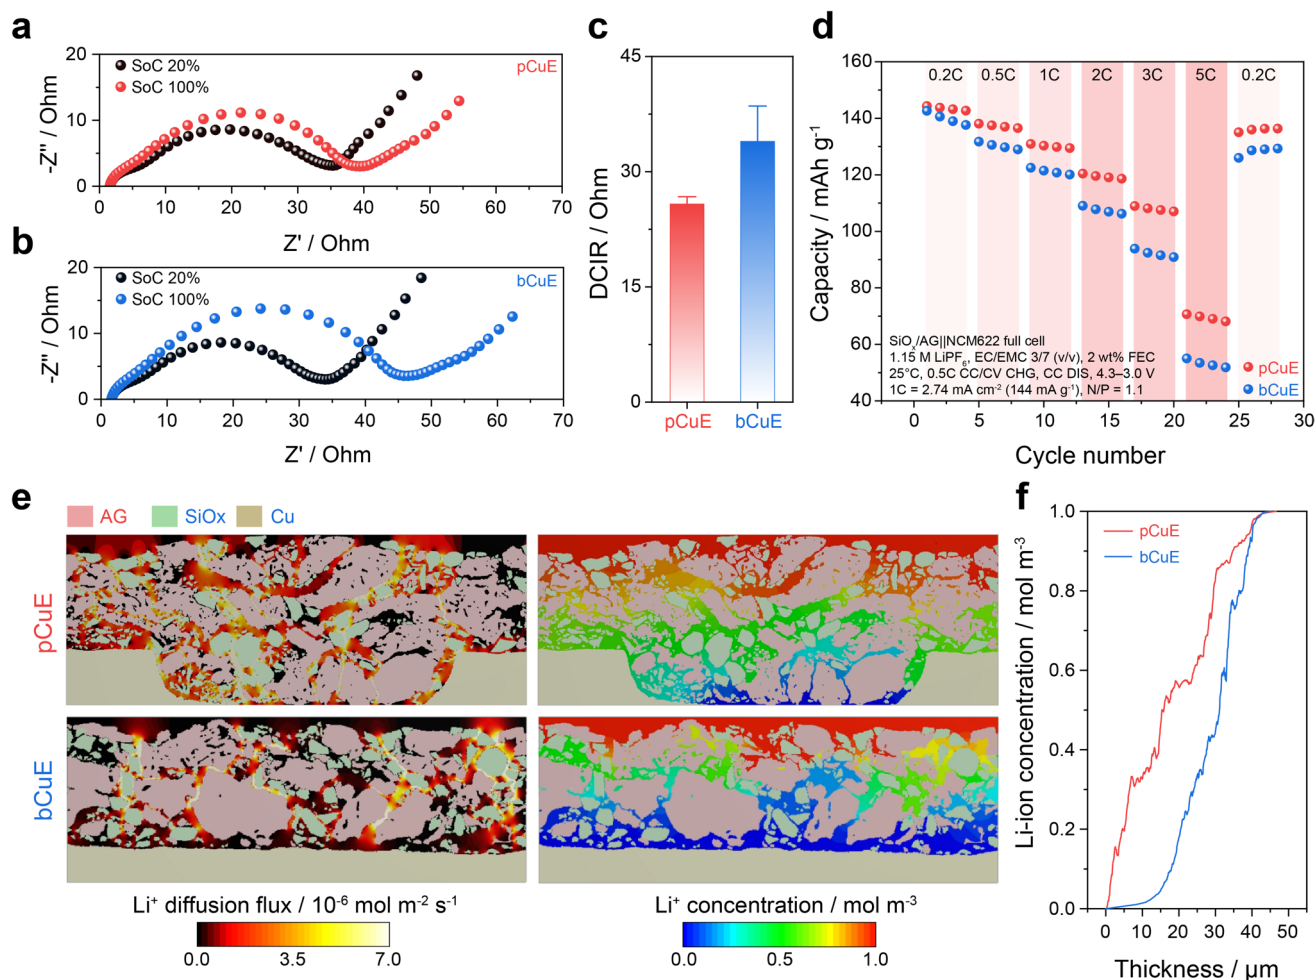 a
20
SoC 20%
SoC 100%
pCuE
-Z" / Ohm
10
0
0 10 20 30 40 50 60 70
Z' / Ohm
b
20
SoC 20%
SoC 100%
bCuE
-Z" / Ohm
10
0
0 10 20 30 40 50 60 70
Z' / Ohm
c
45
30
15
0
DCIR / Ohm
pCuE bCuE
d
160
140
120
100
80
60
40
Capacity / mAh g⁻¹
0.2C 0.5C 1C 2C 3C 5C 0.2C
SiOₓ/AG||NCM622 full cell
1.15 M LiPF₆, EC/EMC 3/7 (v/v), 2 wt% FEC
25°C, 0.5C CC/CV CHG, CC DIS, 4.3–3.0 V
1C = 2.74 mA cm⁻² (144 mA g⁻¹), N/P = 1.1
pCuE
bCuE
0 5 10 15 20 25 30
Cycle number
e
AG SiOx Cu
pCuE
bCuE
Li⁺ diffusion flux / 10⁻⁶ mol m⁻² s⁻¹
0.0 3.5 7.0
Li⁺ concentration / mol m⁻³
0.0 0.5 1.0
f
1.0
0.8
0.6
0.4
0.2
0.0
Li-ion concentration / mol m⁻³
pCuE
bCuE
0 10 20 30 40 50
Thickness / μm